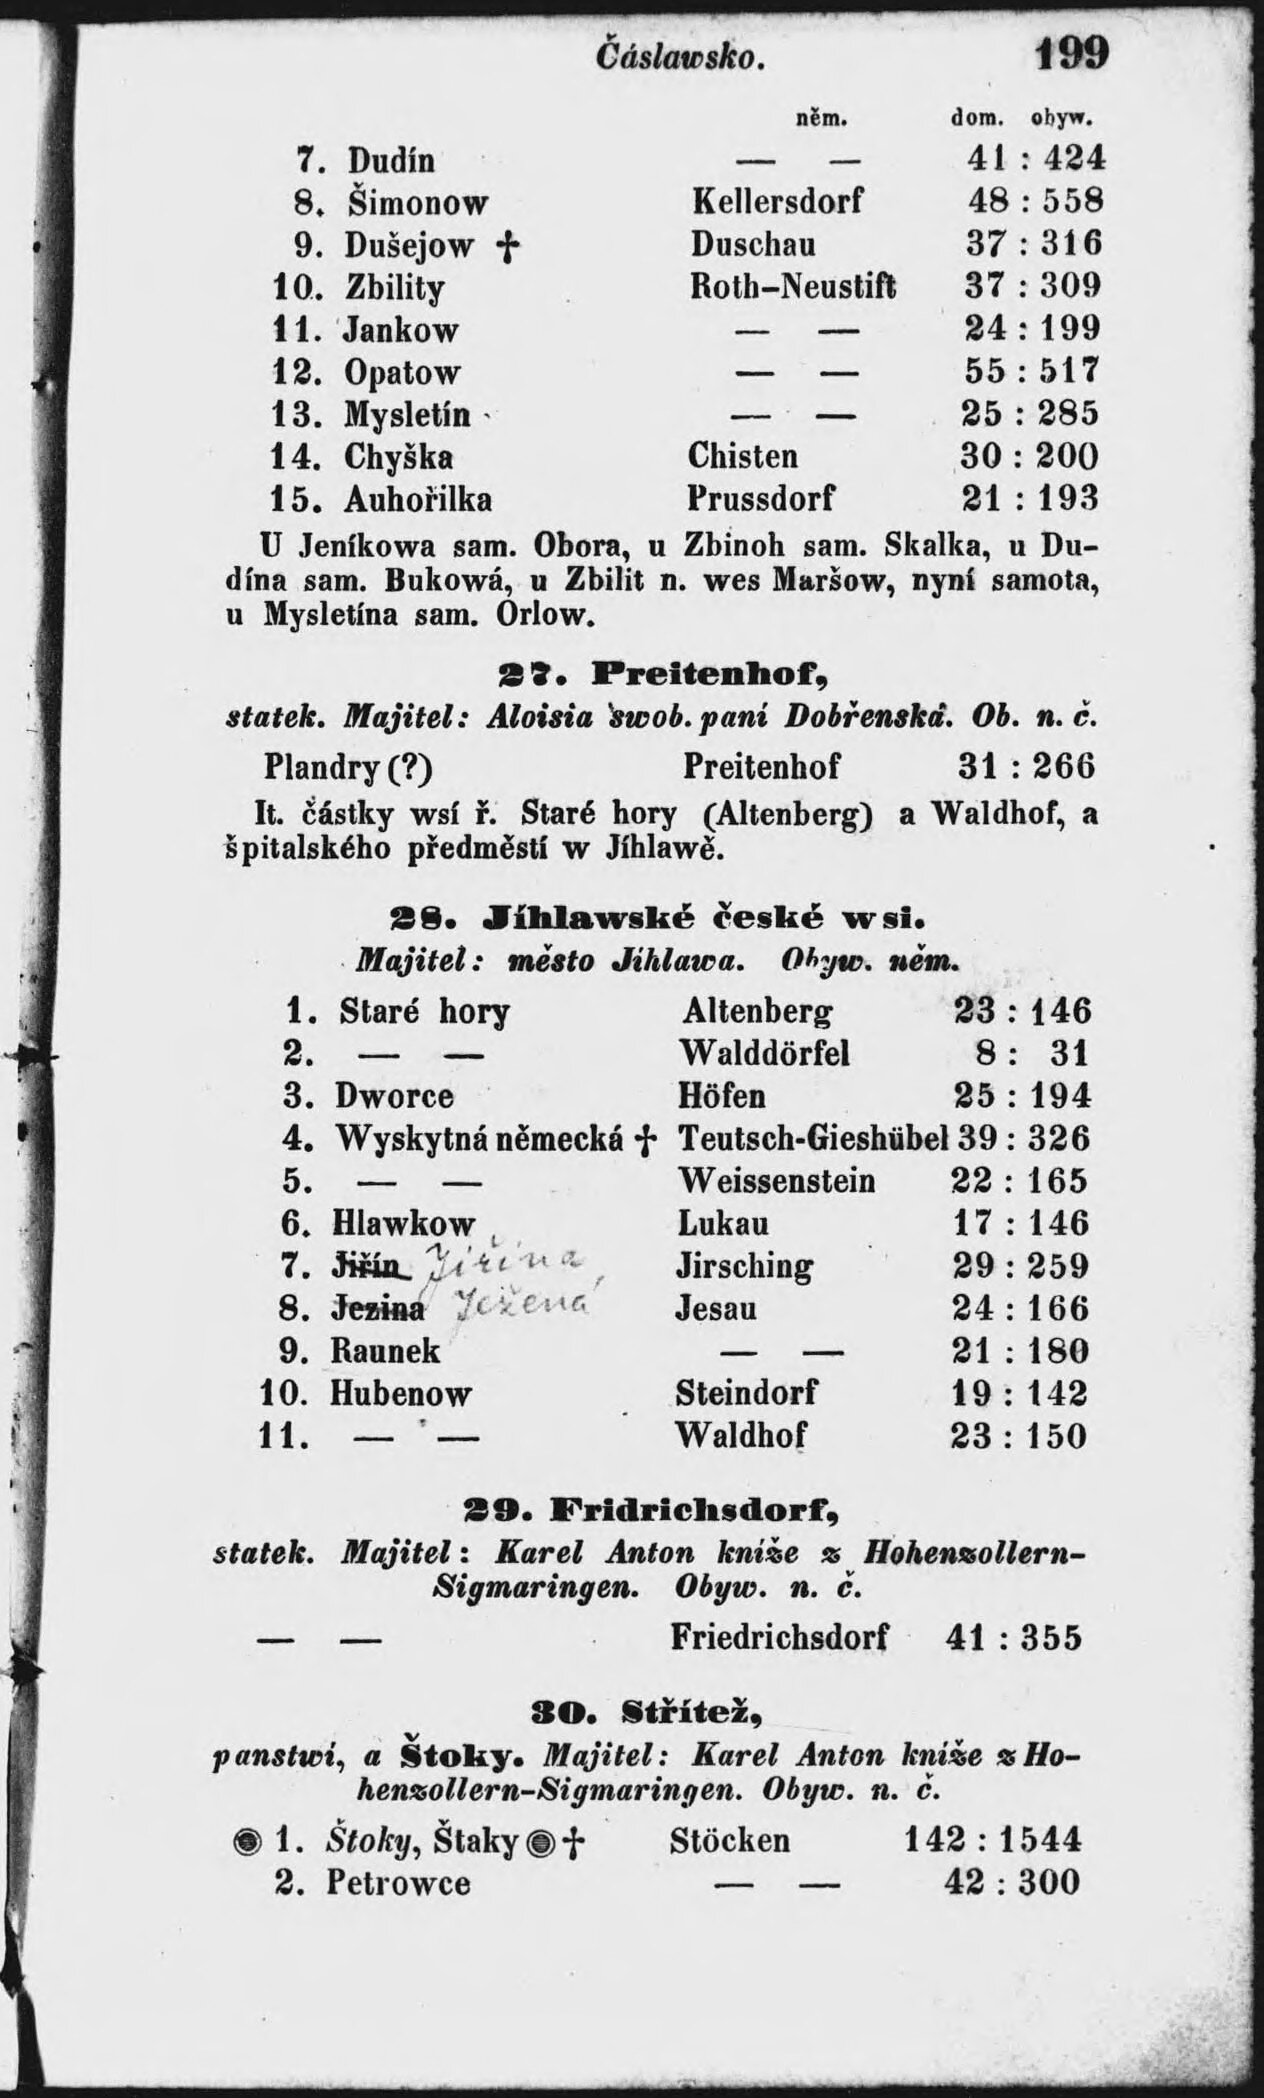 Čáslawsko. 199
něm. dom. obyw.
7. Dudín — — 41 : 424
8. Šimonow Kellersdorf 48 : 558
9. Dušejow † Duschau 37 : 316
10. Zbility Roth-Neustift 37 : 309
11. Jankow — — 24 : 199
12. Opatow — — 55 : 517
13. Mysletín — — 25 : 285
14. Chyška Chisten 30 : 200
15. Auhořilka Prussdorf 21 : 193
U Jeníkowa sam. Obora, u Zbinoh sam. Skalka, u Du-
dína sam. Bukowá, u Zbilit n. wes Maršow, nyní samota,
u Mysletína sam. Orlow.
27. Preitenhof,
statek. Majitel: Aloisia swob. paní Dobřenská. Ob. n. č.
Plandry (?) Preitenhof 31 : 266
It. částky wsí ř. Staré hory (Altenberg) a Waldhof, a
špitalského předměstí w Jíhlawě.
28. Jíhlawské české wsi.
Majitel: město Jihlawa. Obyw. něm.
1. Staré hory Altenberg 23 : 146
2. — — Walddörfel 8 : 31
3. Dworce Höfen 25 : 194
4. Wyskytná německá † Teutsch-Gieshübel 39 : 326
5. — — Weissenstein 22 : 165
6. Hlawkow Lukau 17 : 146
7. Jiřín Jiřina Jirsching 29 : 259
8. Jezina Ježená Jesau 24 : 166
9. Raunek — — 21 : 180
10. Hubenow Steindorf 19 : 142
11. — — Waldhof 23 : 150
29. Fridrichsdorf,
statek. Majitel: Karel Anton kníže z Hohenzollern-
Sigmaringen. Obyw. n. č.
— — Friedrichsdorf 41 : 355
30. Střítež,
panstwí, a Štoky. Majitel: Karel Anton kníže z Ho-
henzollern-Sigmaringen. Obyw. n. č.
◉ 1. Štoky, Štaky ◉ † Stöcken 142 : 1544
2. Petrowce — — 42 : 300